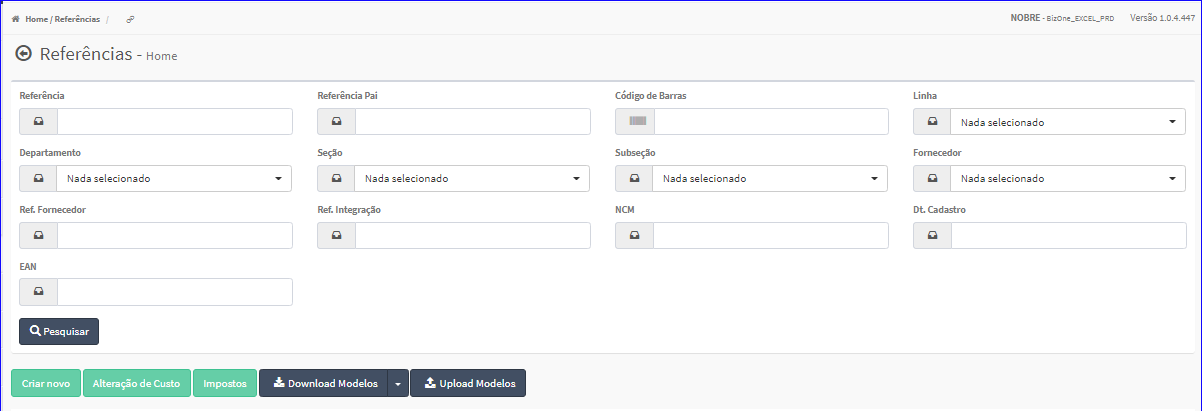 Home / Referências /
NOBRE - BizOne_EXCEL_PRD Versão 1.0.4.447
Referências - Home
Referência Referência Pai Código de Barras Linha
Nada selecionado
Departamento Seção Subseção Fornecedor
Nada selecionado Nada selecionado Nada selecionado Nada selecionado
Ref. Fornecedor Ref. Integração NCM Dt. Cadastro
EAN
Pesquisar
Criar novo Alteração de Custo Impostos Download Modelos Upload Modelos